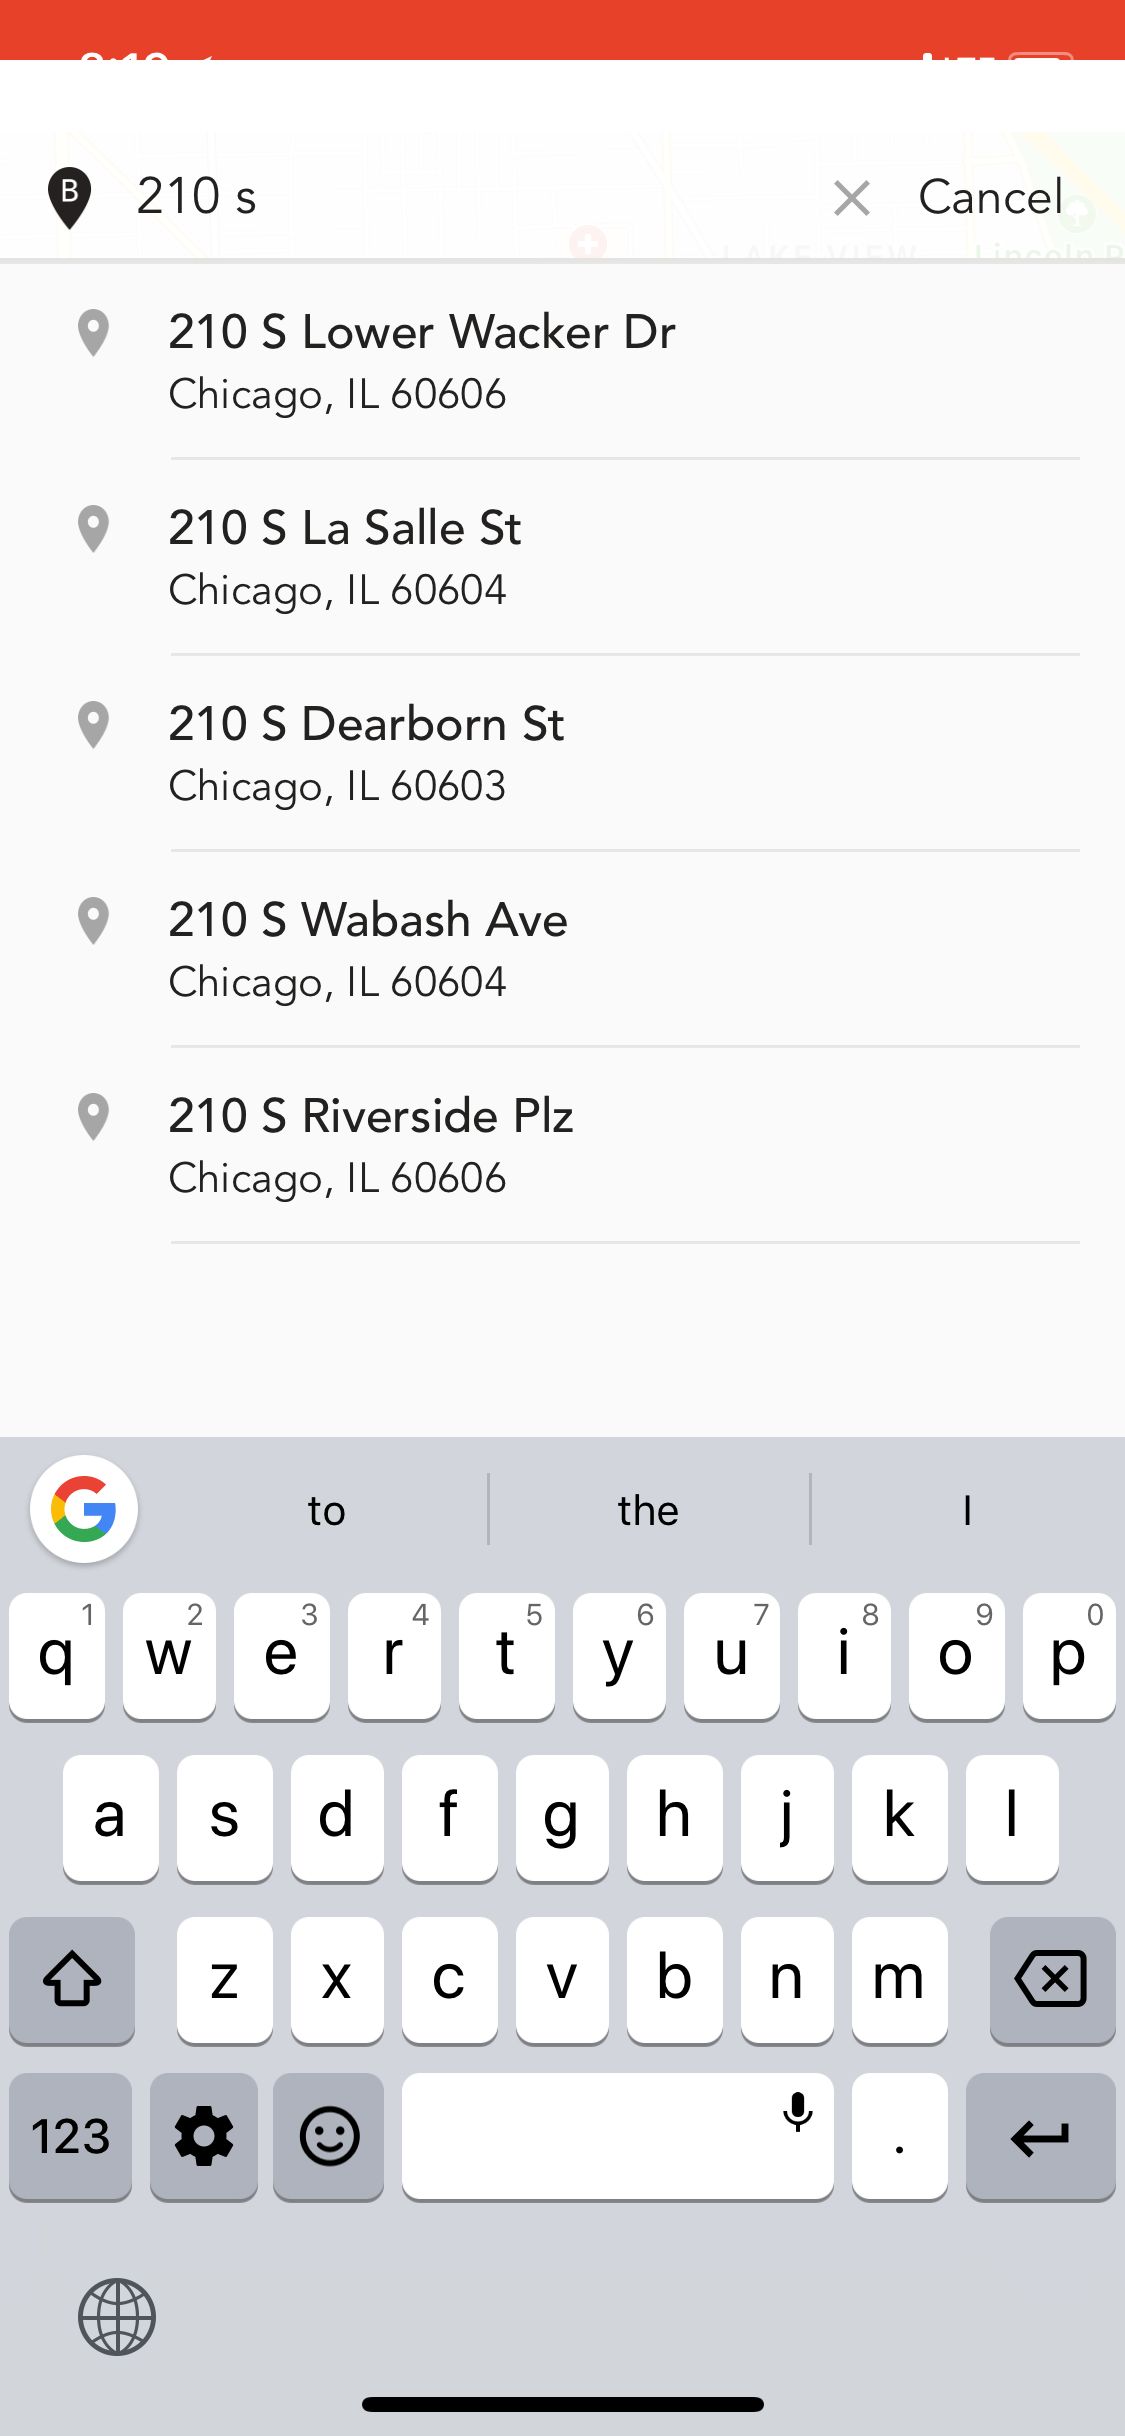 B
210 s
Cancel
LAKE VIEW
210 S Lower Wacker Dr
Chicago, IL 60606
210 S La Salle St
Chicago, IL 60604
210 S Dearborn St
Chicago, IL 60603
210 S Wabash Ave
Chicago, IL 60604
210 S Riverside Plz
Chicago, IL 60606
to the I
1 2 3 4 5 6 7 8 9 0
q w e r t y u i o p
a s d f g h j k l
z x c v b n m
123 .